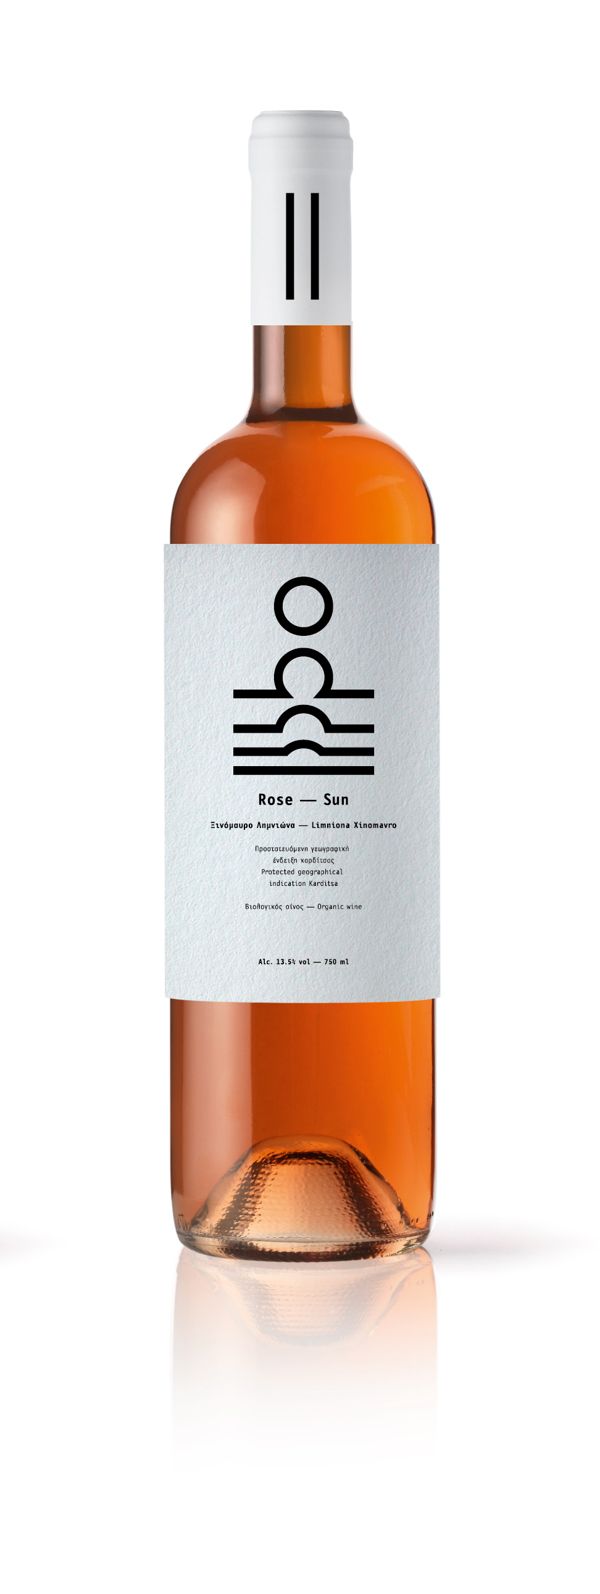 Rose — Sun
Ξινόμαυρο Λημνιώνα — Limniona Xinomavro
Προστατευόμενη γεωγραφική
ένδειξη καρδίτσας
Protected geographical
indication Karditsa
Βιολογικός οίνος — Organic wine
Alc. 13.5% vol — 750 ml